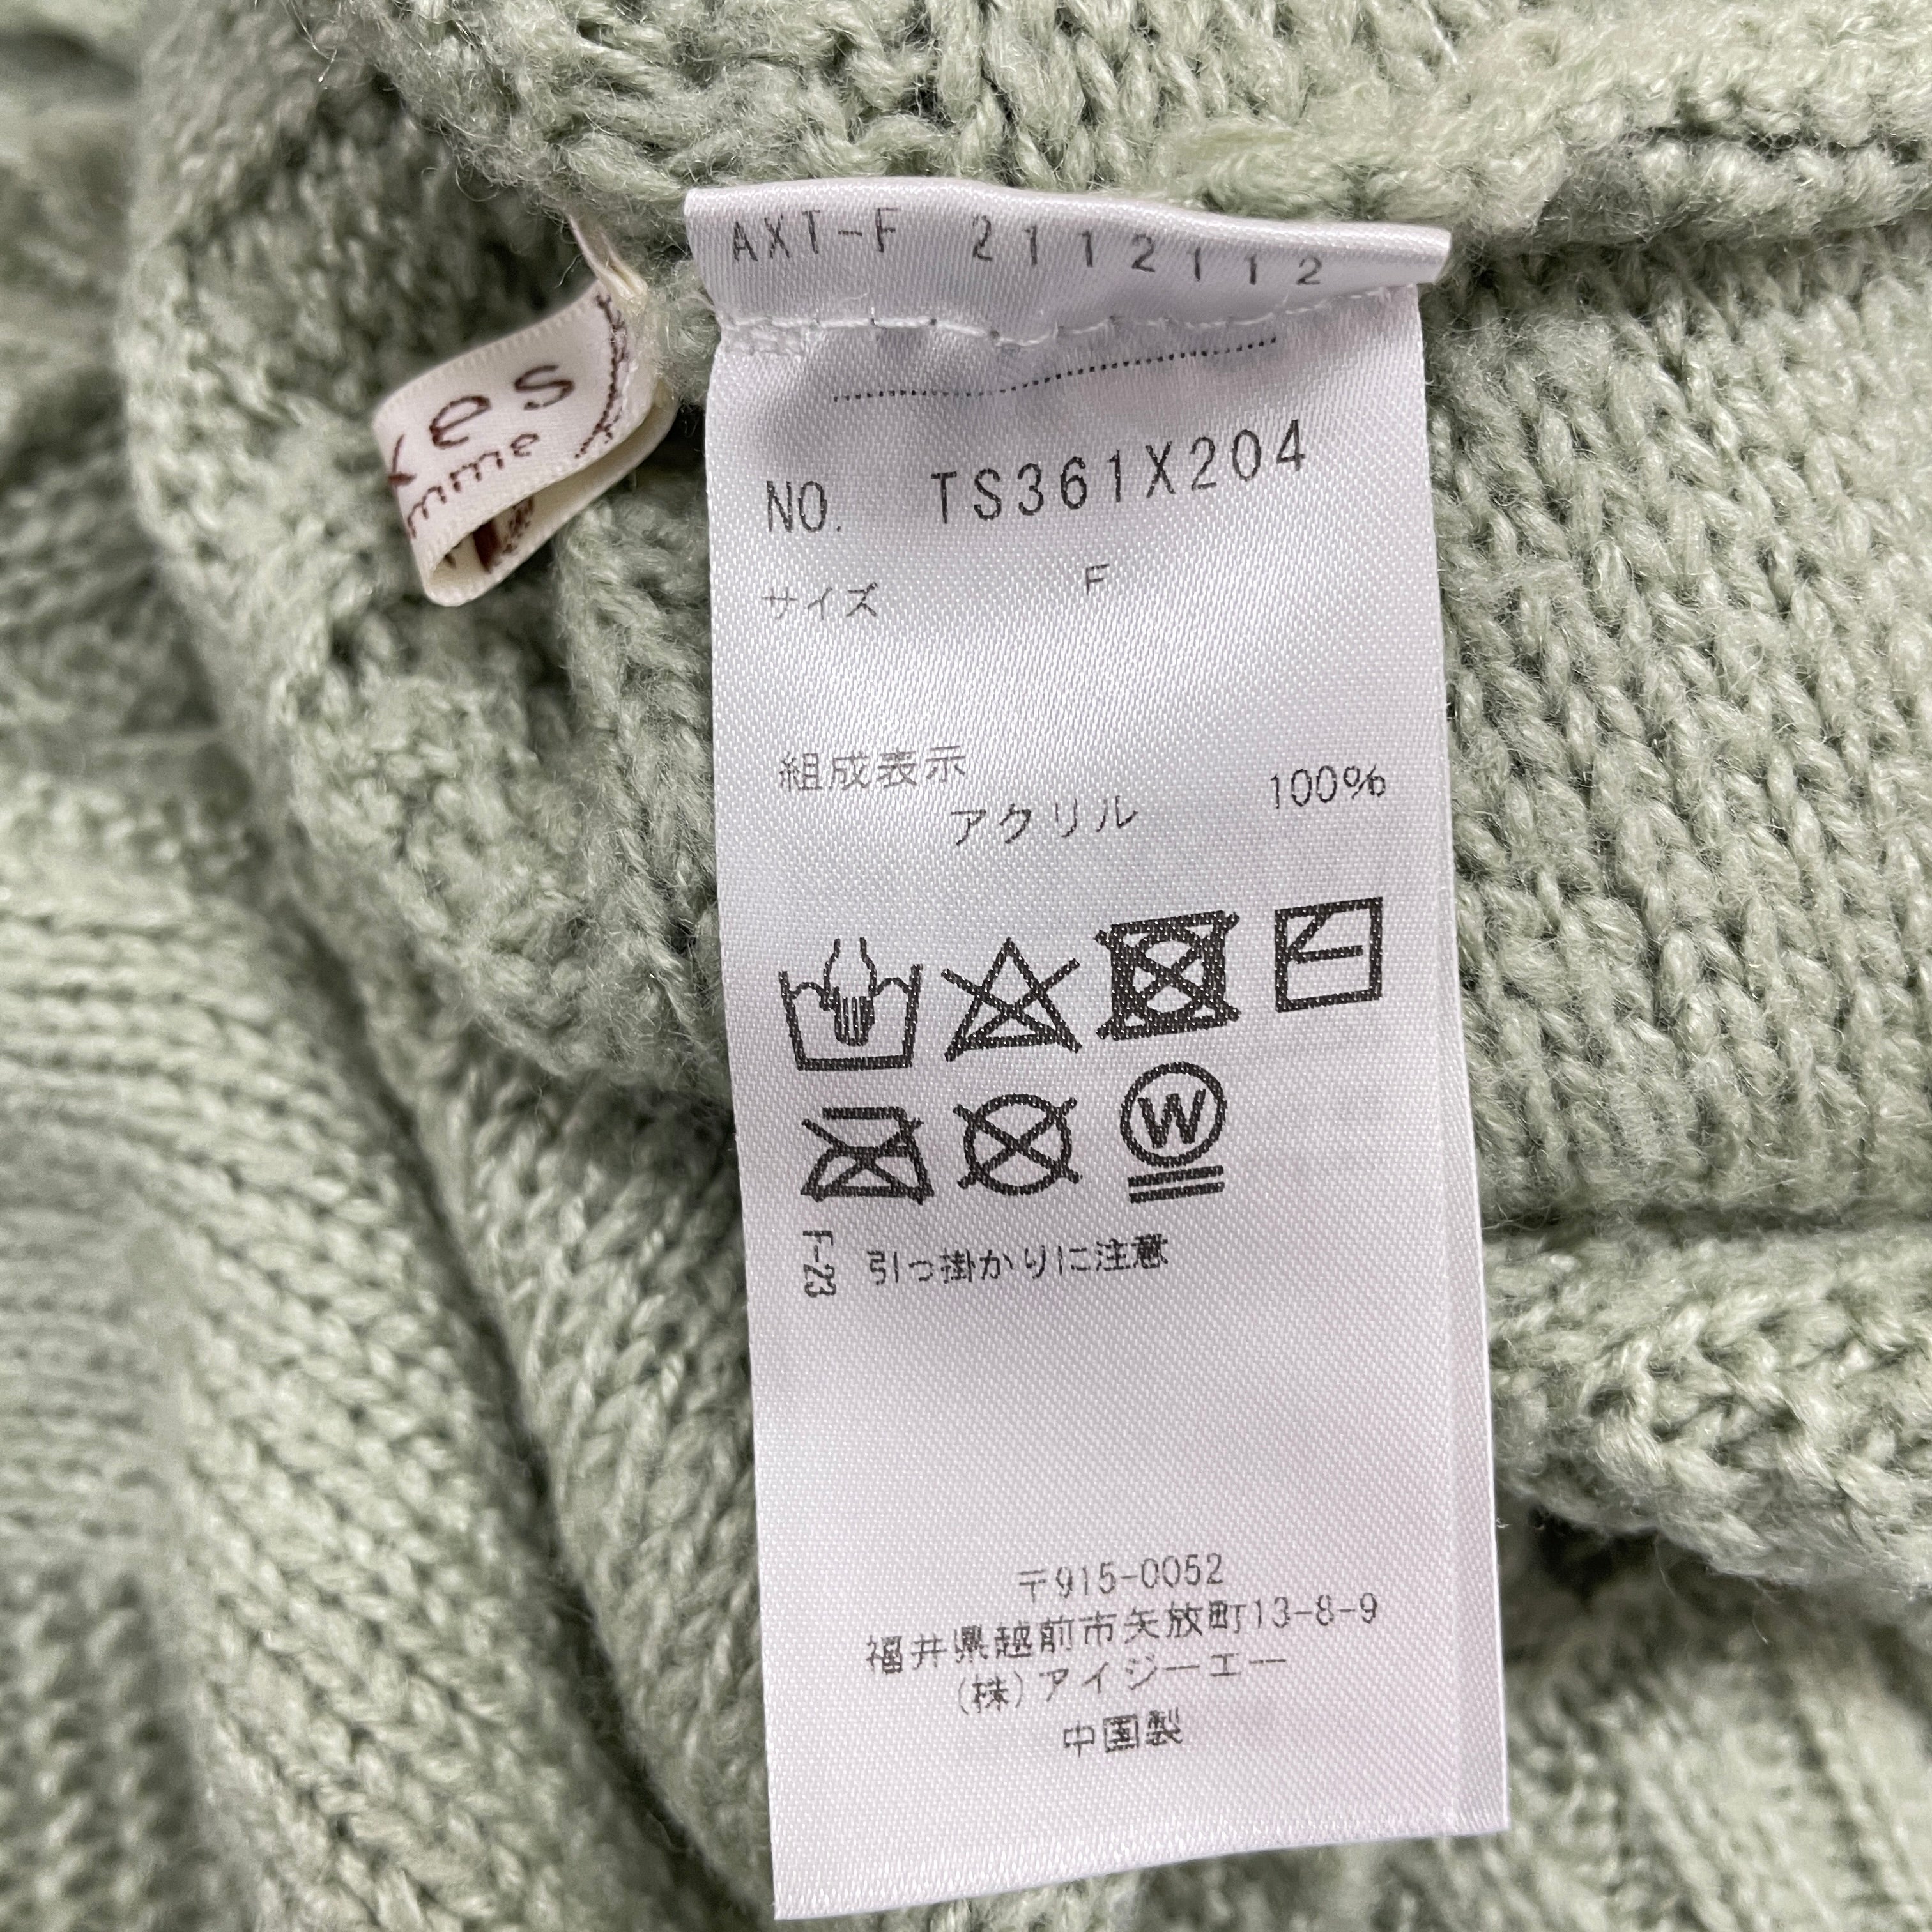 AXT-F 2112112
kes
mme
NO. TS361X204
サイズ F
組成表示
アクリル 100%
W
F-23 引っ掛かりに注意
〒915-0052
福井県越前市矢放町13-8-9
(株)アイジーエー
中国製